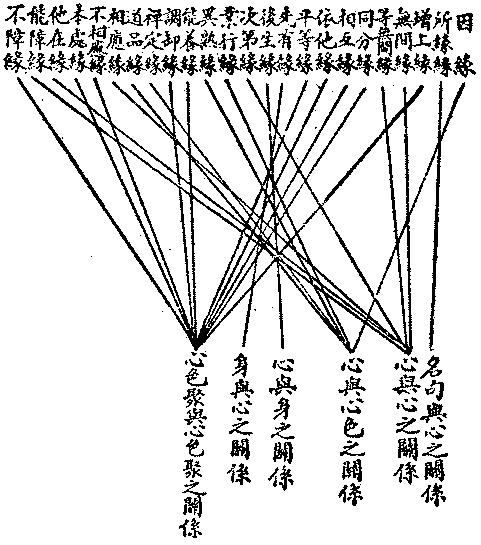 因緣
所緣緣
增上緣
無間緣
等無間緣
同分緣
相互緣
依他緣
平等緣
先有緣
後生緣
次第緣
業行緣
異熟緣
能養緣
調卸緣
禪定緣
道品緣
相應緣
不相應緣
本處緣
他在緣
能障緣
不障緣
名句與心之關係
心與心之關係
心與心色之關係
心與身之關係
身與心之關係
心色聚與心色聚之關係